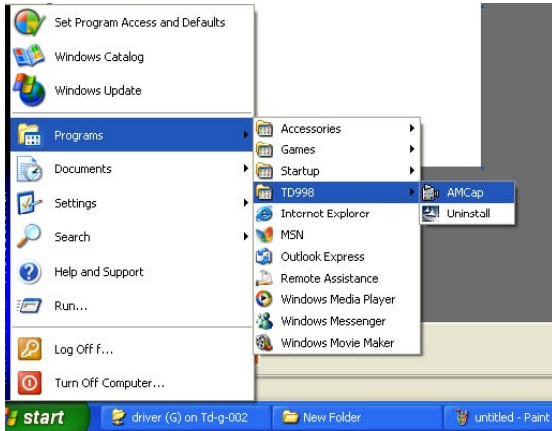 Set Program Access and Defaults
Windows Catalog
Windows Update
Programs
Documents
Settings
Search
Help and Support
Run...
Log Off f...
Turn Off Computer...
Accessories
Games
Startup
TD998
Internet Explorer
MSN
Outlook Express
Remote Assistance
Windows Media Player
Windows Messenger
Windows Movie Maker
AMCap
Uninstall
start
driver (G) on Td-g-002
New Folder
untitled - Paint